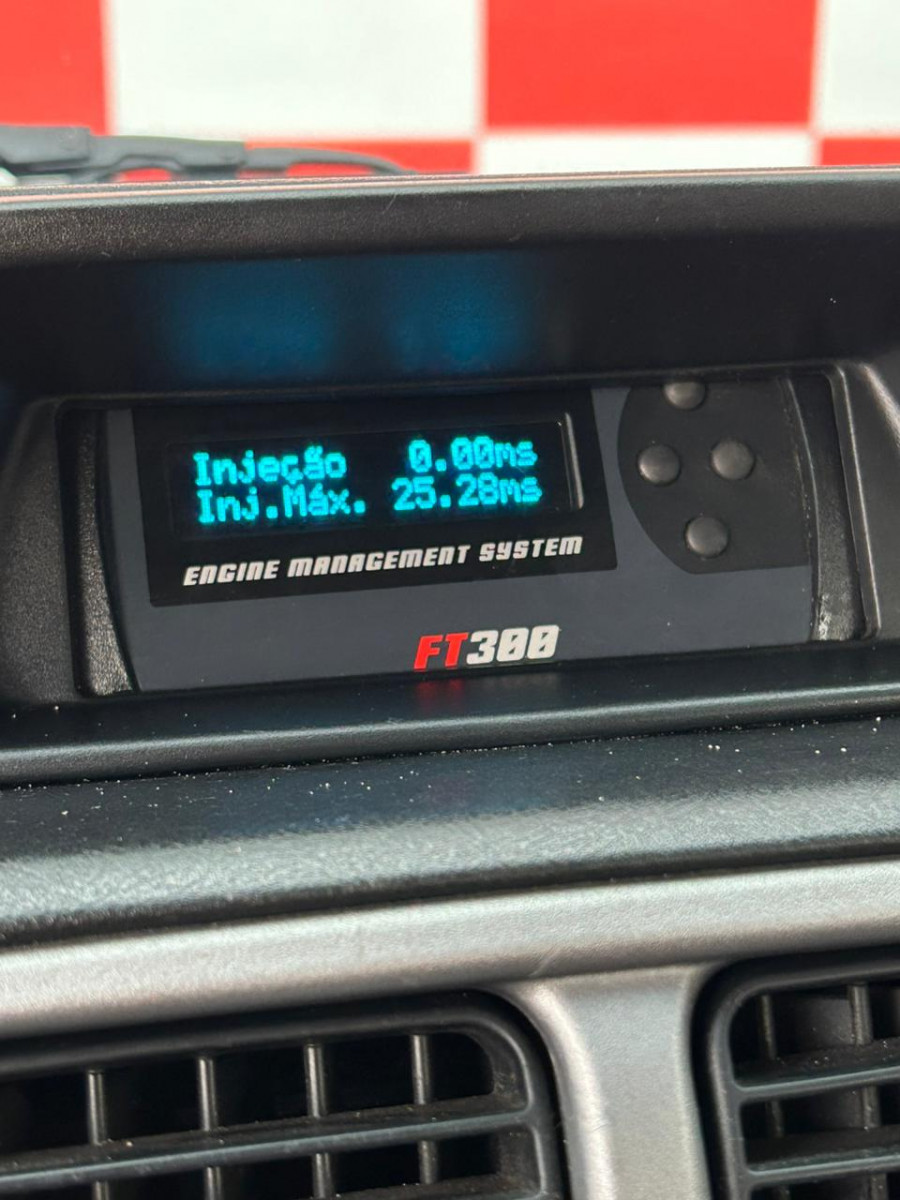 Injeção 0.00ms
Inj.Máx. 25.28ms
ENGINE MANAGEMENT SYSTEM
FT300